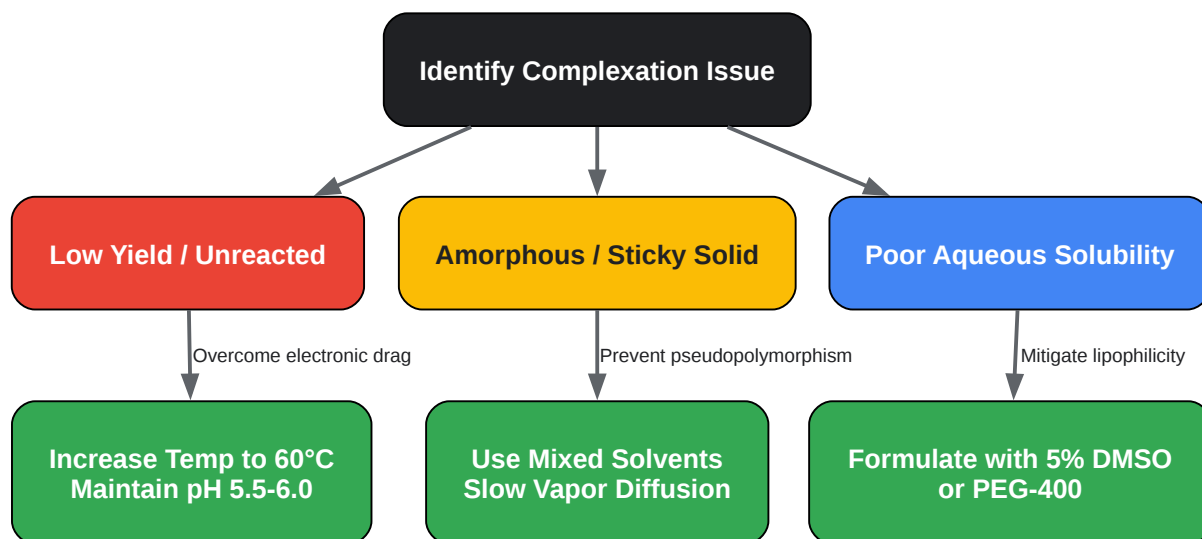 Identify Complexation Issue
Low Yield / Unreacted
Amorphous / Sticky Solid
Poor Aqueous Solubility
Overcome electronic drag
Prevent pseudopolymorphism
Mitigate lipophilicity
Increase Temp to 60°C
Maintain pH 5.5-6.0
Use Mixed Solvents
Slow Vapor Diffusion
Formulate with 5% DMSO
or PEG-400